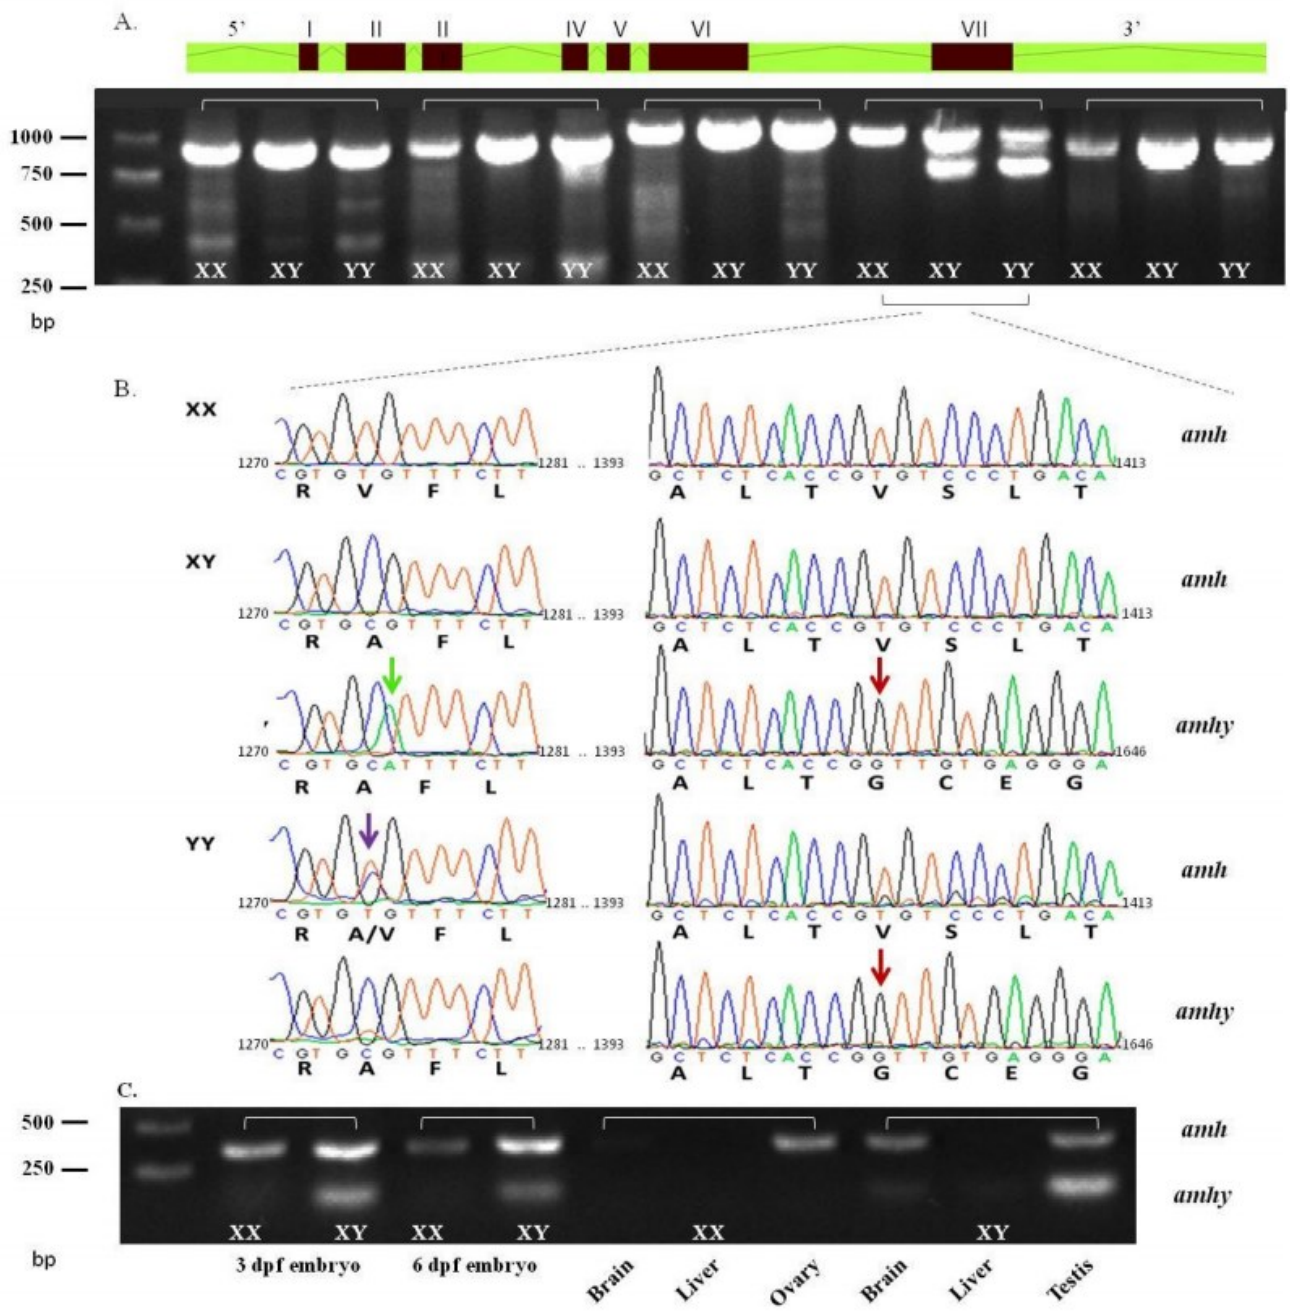 A.
5’ I II II IV V VI VII 3’
1000
750
500
250
bp
XX XY YY XX XY YY XX XY YY XX XY YY XX XY YY
B.
XX
1270 CGTGTGTTTCTT 1281 .. 1393 GCTCTCACCGTGTCCCTGACA 1413 amh
R V F L A L T V S L T
XY
1270 CGTGCGTTTCTT 1281 .. 1393 GCTCTCACCGTGTCCCTGACA 1413 amh
R A F L A L T V S L T
1270 CGTGCATTTCTT 1281 .. 1393 GCTCTCACCGGTTGTGAGGGA 1646 amhy
R A F L A L T G C E G
YY
1270 CGTGTGTTTCTT 1281 .. 1393 GCTCTCACCGTGTCCCTGACA 1413 amh
R A/V F L A L T V S L T
1270 CGTGCGTTTCTT 1281 .. 1393 GCTCTCACCGGTTGTGAGGGA 1646 amhy
R A F L A L T G C E G
C.
500
250
bp
amh
amhy
XX XY XX XY XX XY
3 dpf embryo 6 dpf embryo Brain Liver Ovary Brain Liver Testis